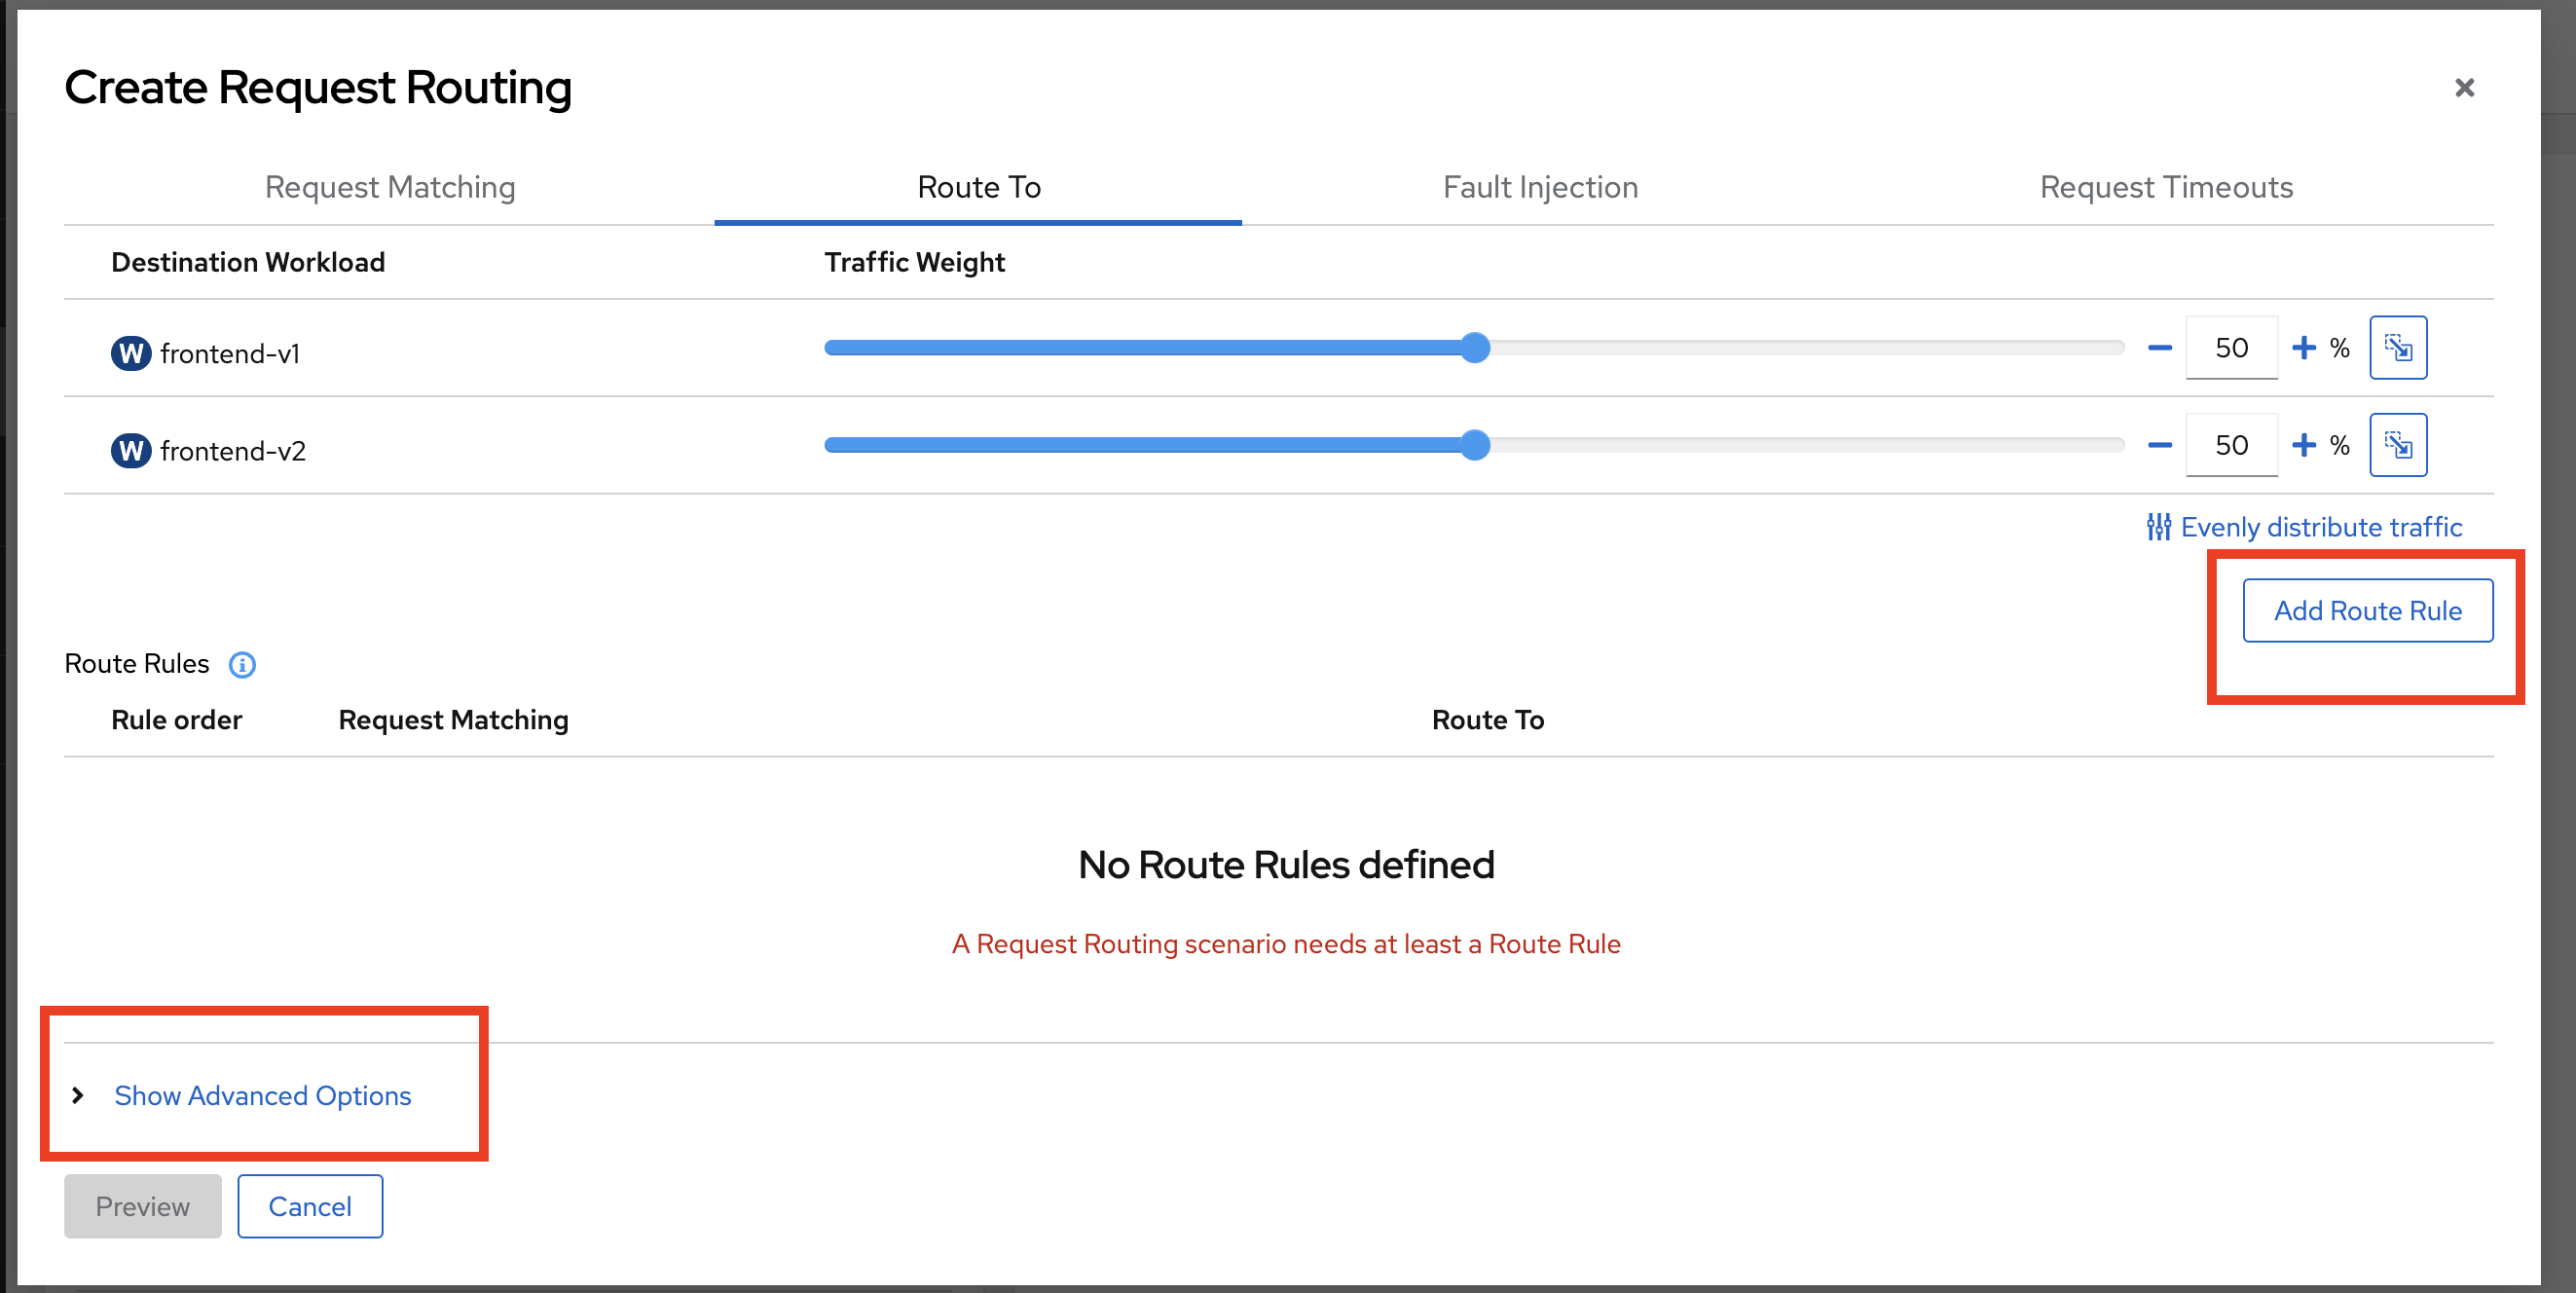 Create Request Routing
Request Matching Route To Fault Injection Request Timeouts
Destination Workload Traffic Weight
W frontend-v1 50 %
W frontend-v2 50 %
Evenly distribute traffic
Add Route Rule
Route Rules
Rule order Request Matching Route To
No Route Rules defined
A Request Routing scenario needs at least a Route Rule
Show Advanced Options
Preview Cancel